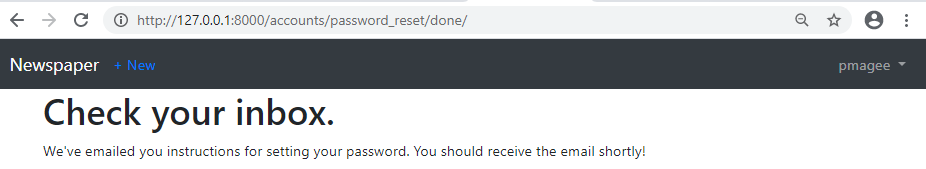 http://127.0.0.1:8000/accounts/password_reset/done/
Newspaper + New pmagee
Check your inbox.
We've emailed you instructions for setting your password. You should receive the email shortly!